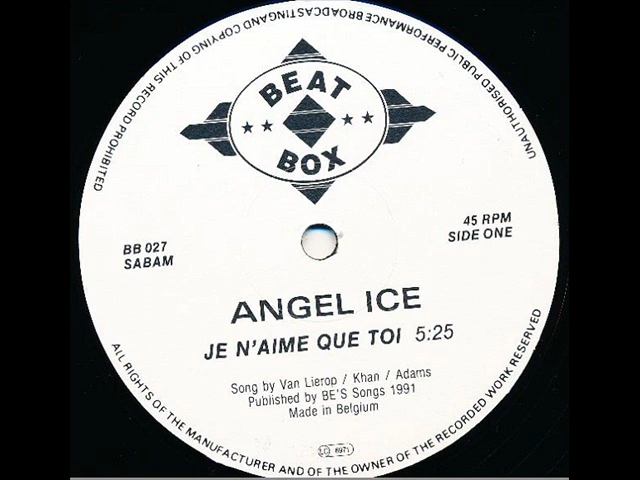 UNAUTHORISED PUBLIC PERFORMANCE BROADCASTING AND COPYING OF THIS RECORD PROHIBITED
BEAT
BOX
BB 027
SABAM
45 RPM
SIDE ONE
ANGEL ICE
JE N'AIME QUE TOI 5:25
Song by Van Lierop / Khan / Adams
Published by BE'S Songs 1991
Made in Belgium
LC 8971
ALL RIGHTS OF THE MANUFACTURER AND OF THE OWNER OF THE RECORDED WORK RESERVED